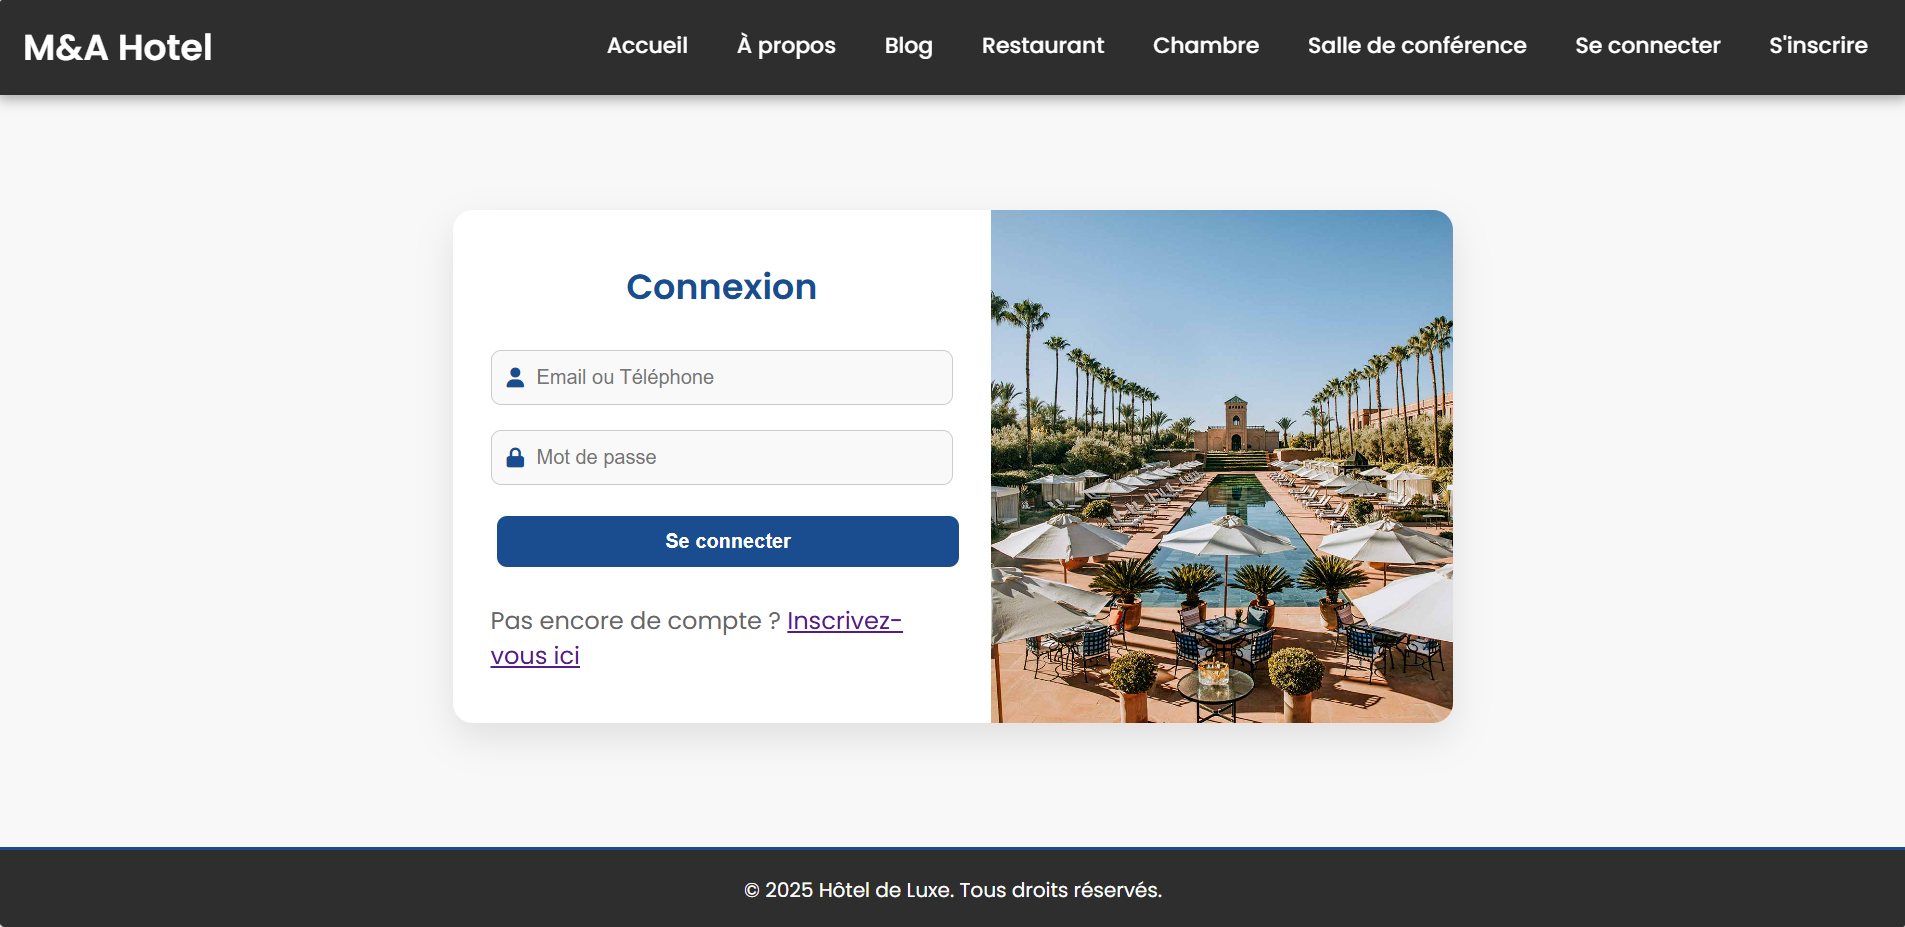 M&A Hotel
Accueil À propos Blog Restaurant Chambre Salle de conférence Se connecter S'inscrire
Connexion
Email ou Téléphone
Mot de passe
Se connecter
Pas encore de compte ? Inscrivez-
vous ici
© 2025 Hôtel de Luxe. Tous droits réservés.